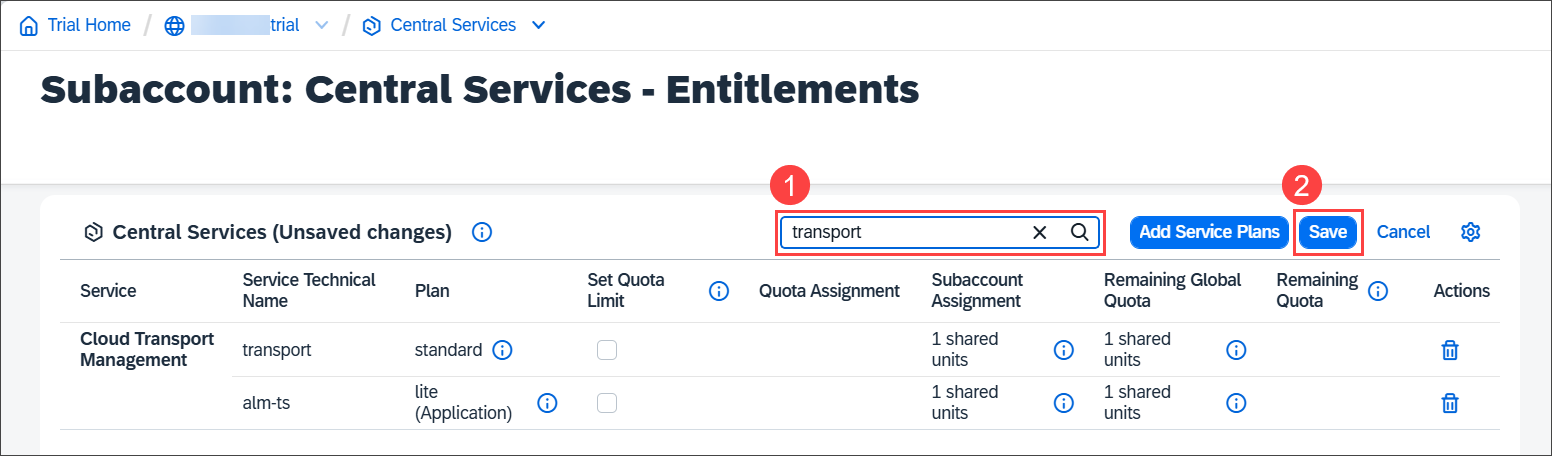 Trial Home / trial / Central Services
Subaccount: Central Services - Entitlements
1 2
Central Services (Unsaved changes) transport Add Service Plans Save Cancel
Service Service Technical Name Plan Set Quota Limit Quota Assignment Subaccount Assignment Remaining Global Quota Remaining Quota Actions
Cloud Transport Management transport standard 1 shared units 1 shared units
alm-ts lite (Application) 1 shared units 1 shared units